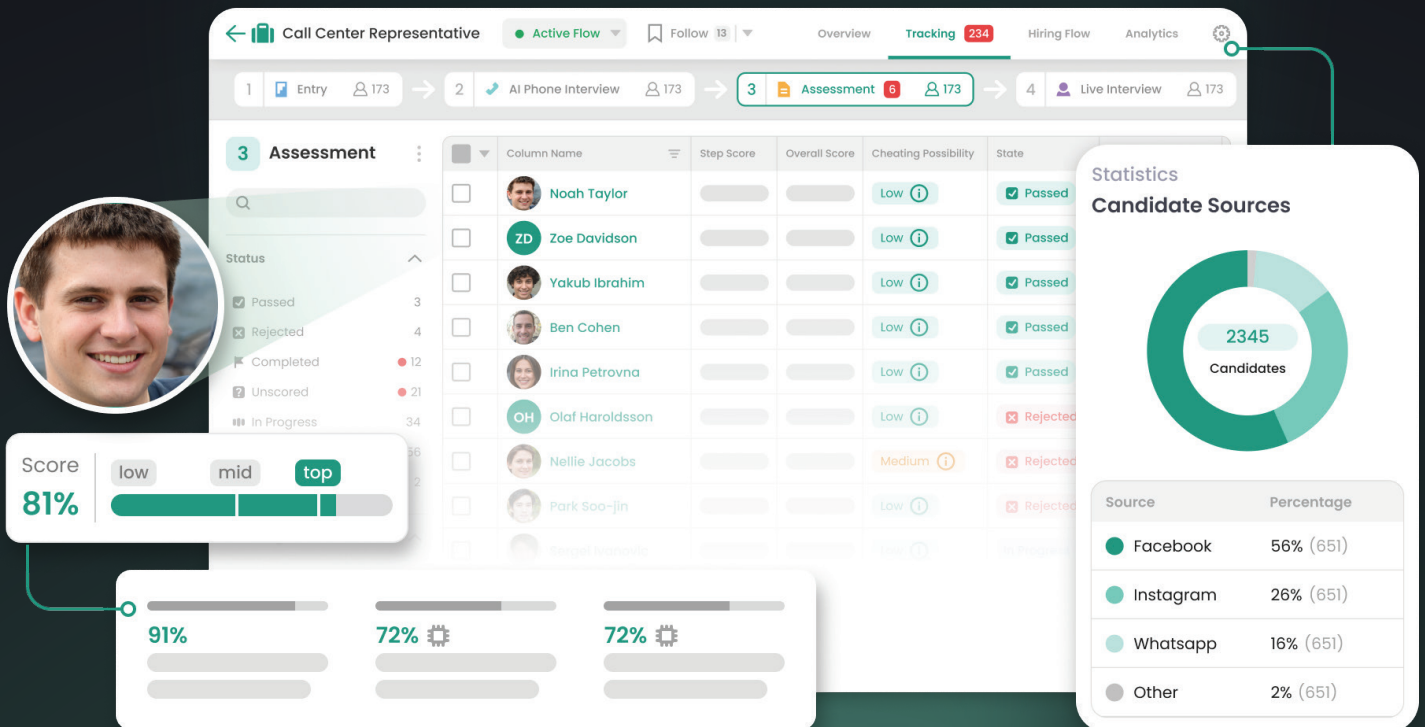 Call Center Representative
Active Flow
Follow 13
Overview
Tracking 234
Hiring Flow
Analytics
1 Entry 173
2 AI Phone Interview 173
3 Assessment 6 173
4 Live Interview 173
3 Assessment
Status
Passed 3
Rejected 4
Completed 12
Unscored 21
In Progress 34
56
2
Column Name Step Score Overall Score Cheating Possibility State
Noah Taylor Low Passed
ZD Zoe Davidson Low Passed
Yakub Ibrahim Low Passed
Ben Cohen Low Passed
Irina Petrovna Low Passed
OH Olaf Haroldsson Low Rejected
Nellie Jacobs Medium Rejected
Park Soo-jin Low Rejected
Low In Progress
Score
81%
low mid top
91%
72%
72%
Statistics
Candidate Sources
2345
Candidates
Source Percentage
Facebook 56% (651)
Instagram 26% (651)
Whatsapp 16% (651)
Other 2% (651)